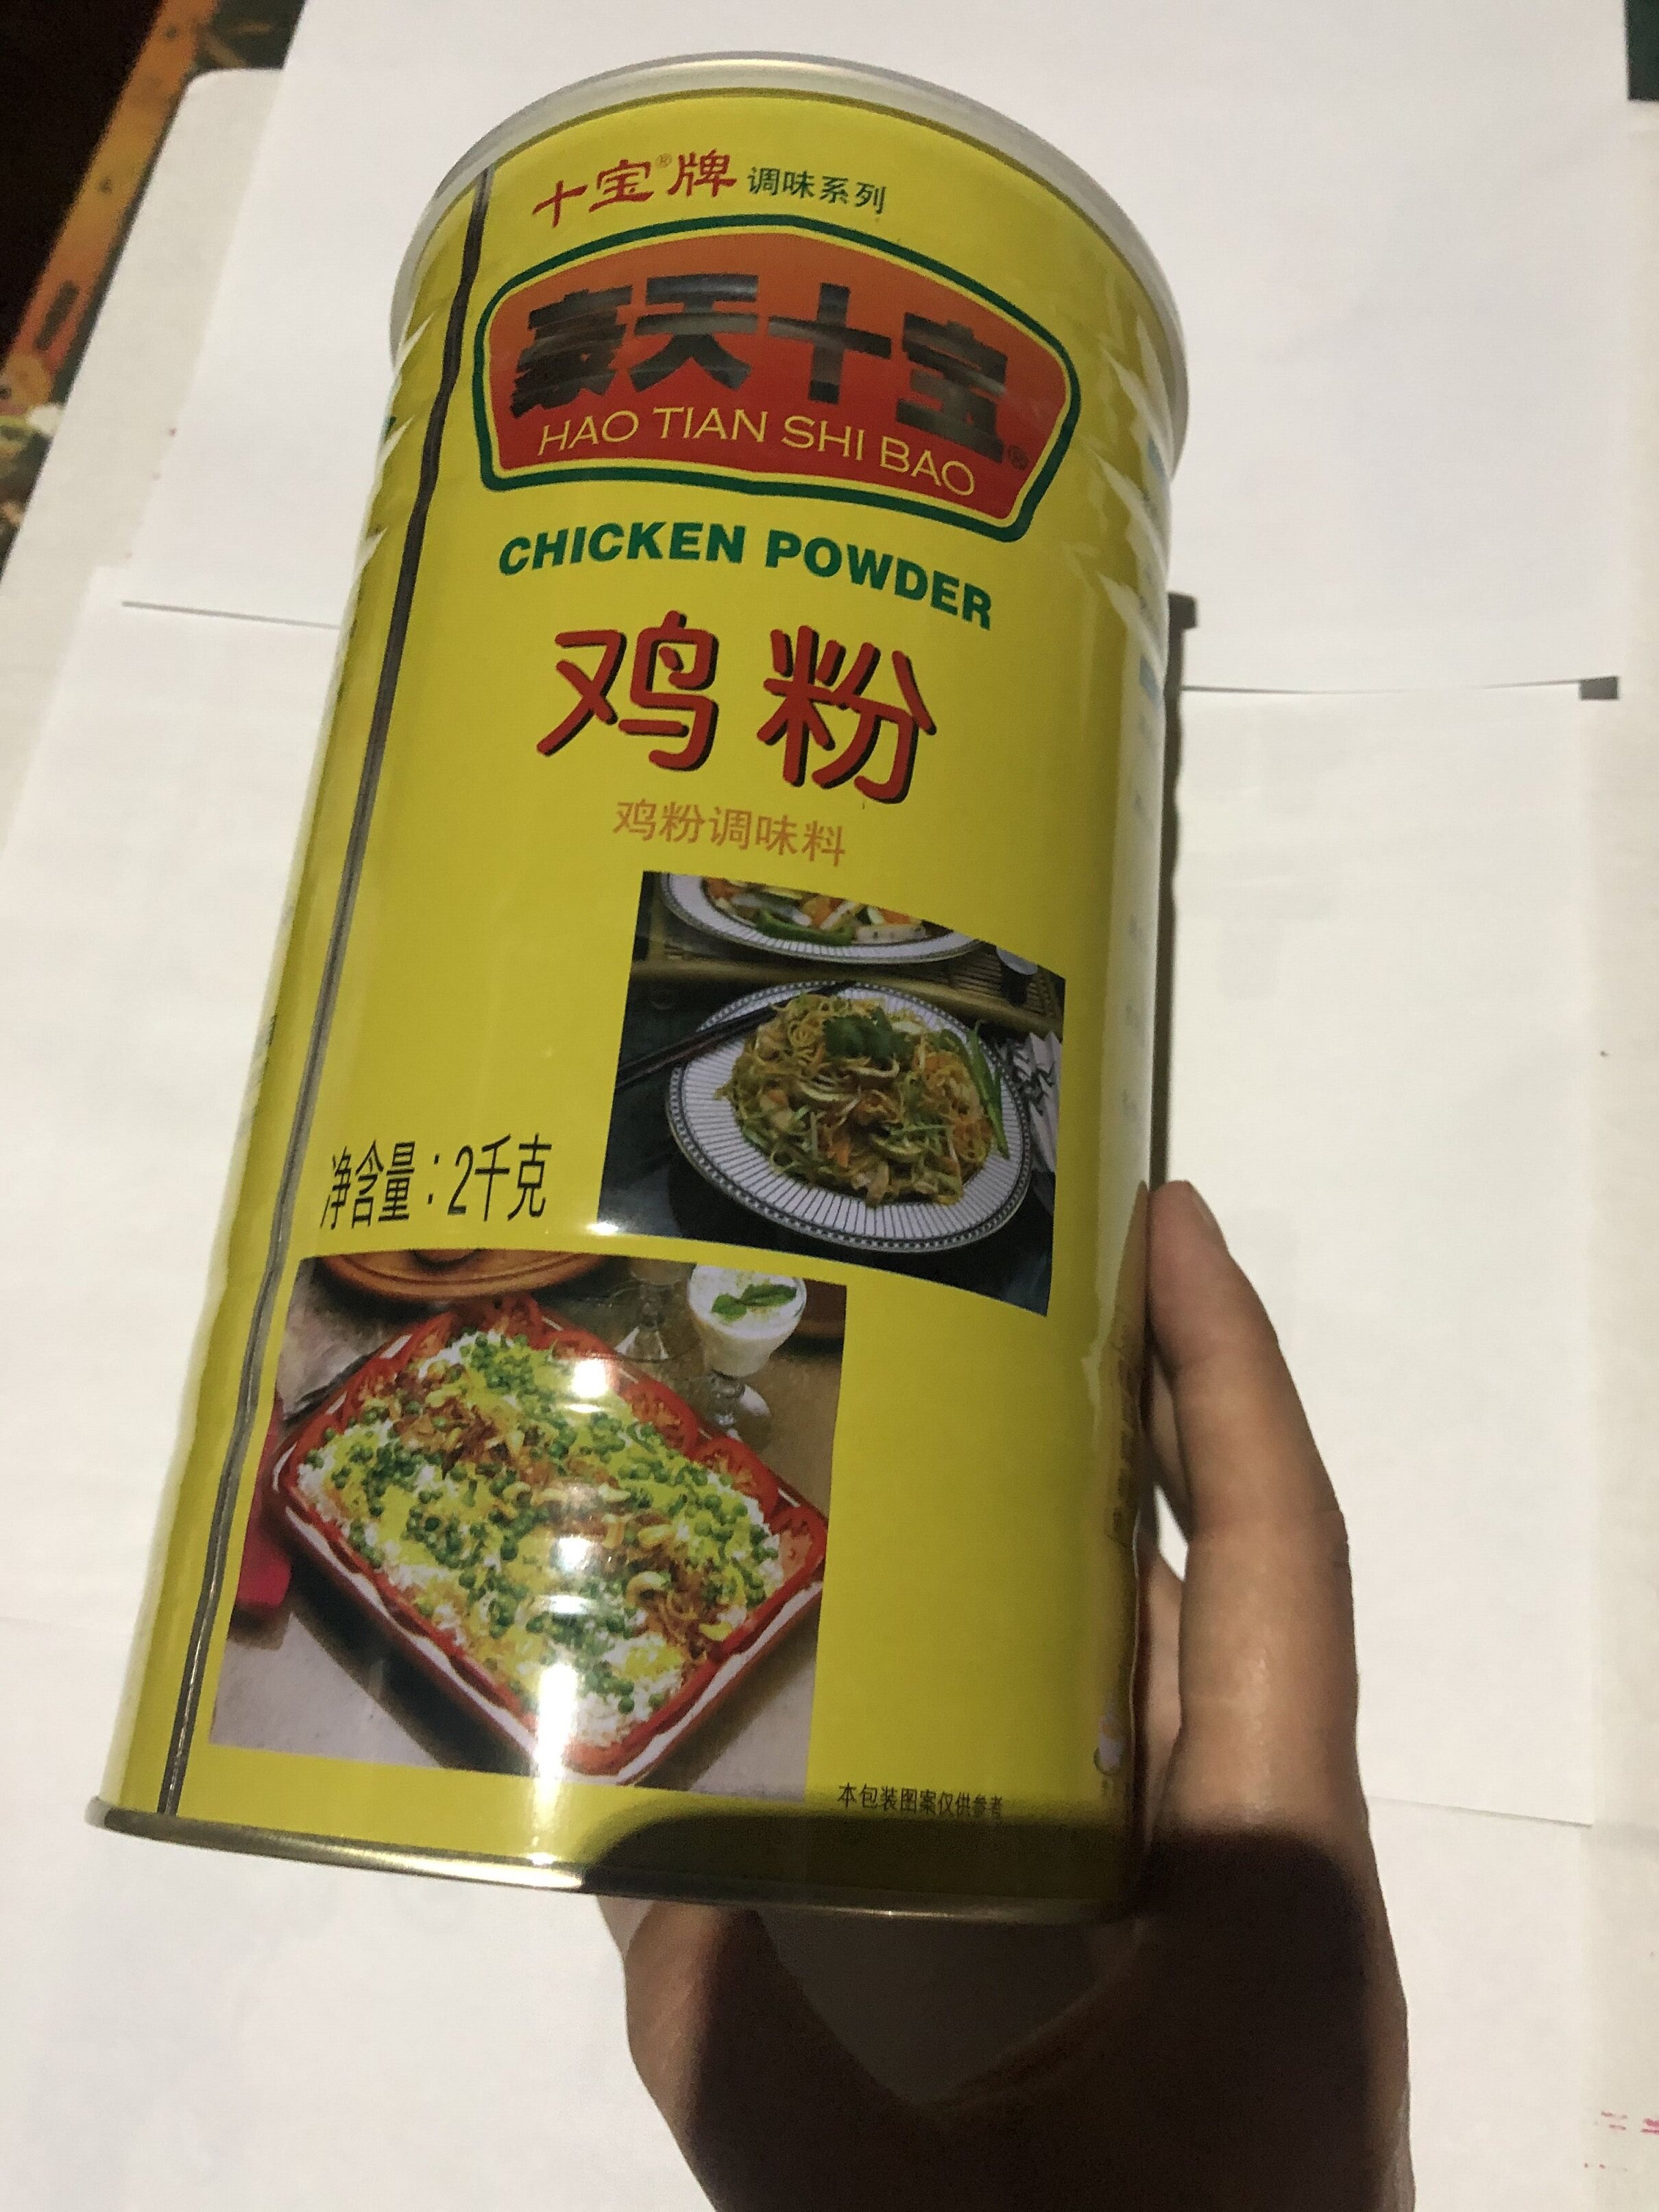 十宝®牌 调味系列
豪天十宝®
HAO TIAN SHI BAO
CHICKEN POWDER
鸡粉
鸡粉调味料
净含量：2千克
本包装图案仅供参考